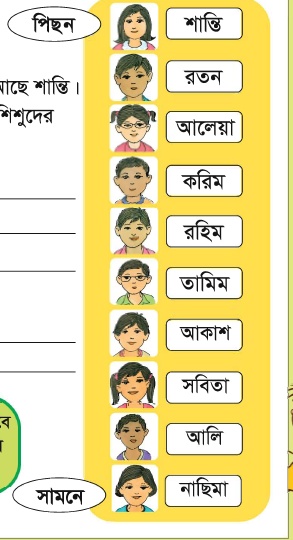 পিছন
শান্তি
রতন
আছে শান্তি।
শিশুদের
আলেয়া
করিম
রহিম
তামিম
আকাশ
সবিতা
আলি
সামনে
নাছিমা